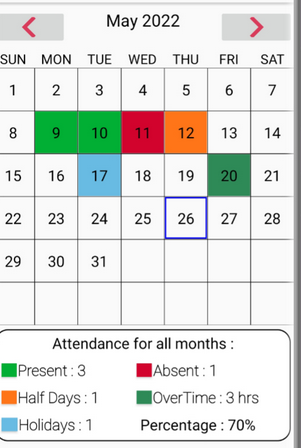 May 2022
SUN MON TUE WED THU FRI SAT
1 2 3 4 5 6 7
8 9 10 11 12 13 14
15 16 17 18 19 20 21
22 23 24 25 26 27 28
29 30 31
Attendance for all months :
Present : 3 Absent : 1
Half Days : 1 OverTime : 3 hrs
Holidays : 1 Percentage : 70%